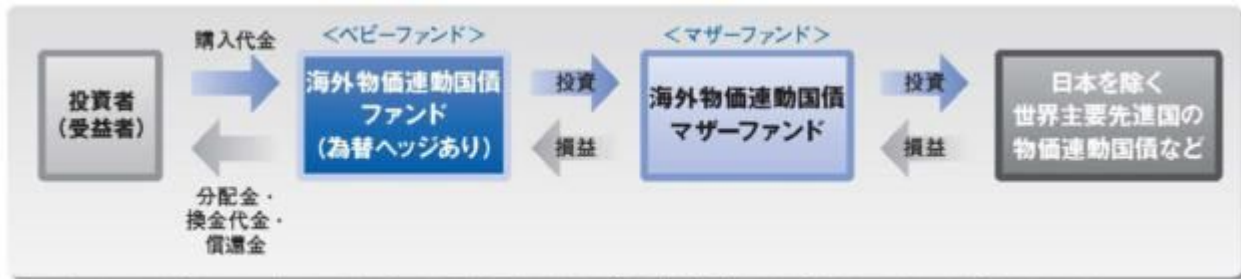 購入代金
<ベビーファンド>
<マザーファンド>
投資者
(受益者)
海外物価連動国債
ファンド
(為替ヘッジあり)
投資
損益
海外物価連動国債
マザーファンド
投資
損益
日本を除く
世界主要先進国の
物価連動国債など
分配金・
換金代金・
償還金